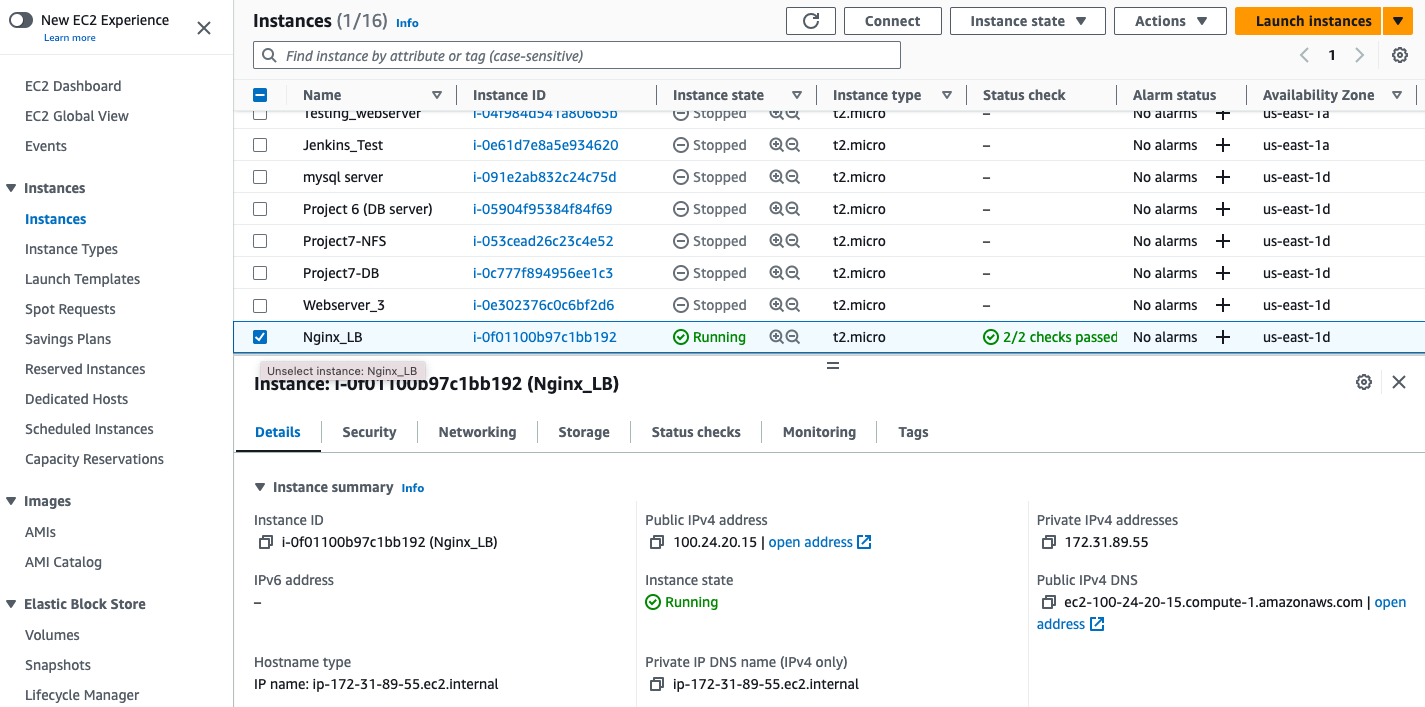 New EC2 Experience
Learn more
EC2 Dashboard
EC2 Global View
Events
Instances
Instances
Instance Types
Launch Templates
Spot Requests
Savings Plans
Reserved Instances
Dedicated Hosts
Scheduled Instances
Capacity Reservations
Images
AMIs
AMI Catalog
Elastic Block Store
Volumes
Snapshots
Lifecycle Manager
Instances (1/16) Info
Connect
Instance state
Actions
Launch instances
Find instance by attribute or tag (case-sensitive)
1
Name Instance ID Instance state Instance type Status check Alarm status Availability Zone
Testing_webserver i-04f984d541a80665b Stopped t2.micro – No alarms us-east-1a
Jenkins_Test i-0e61d7e8a5e934620 Stopped t2.micro – No alarms us-east-1a
mysql server i-091e2ab832c24c75d Stopped t2.micro – No alarms us-east-1d
Project 6 (DB server) i-05904f95384f84f69 Stopped t2.micro – No alarms us-east-1d
Project7-NFS i-053cead26c23c4e52 Stopped t2.micro – No alarms us-east-1d
Project7-DB i-0c777f894956ee1c3 Stopped t2.micro – No alarms us-east-1d
Webserver_3 i-0e302376c0c6bf2d6 Stopped t2.micro – No alarms us-east-1d
Nginx_LB i-0f01100b97c1bb192 Running t2.micro 2/2 checks passed No alarms us-east-1d
Unselect instance: Nginx_LB
Instance: i-0f01100b97c1bb192 (Nginx_LB)
Details Security Networking Storage Status checks Monitoring Tags
Instance summary Info
Instance ID
i-0f01100b97c1bb192 (Nginx_LB)
Public IPv4 address
100.24.20.15 | open address
Private IPv4 addresses
172.31.89.55
IPv6 address
–
Instance state
Running
Public IPv4 DNS
ec2-100-24-20-15.compute-1.amazonaws.com | open
address
Hostname type
IP name: ip-172-31-89-55.ec2.internal
Private IP DNS name (IPv4 only)
ip-172-31-89-55.ec2.internal